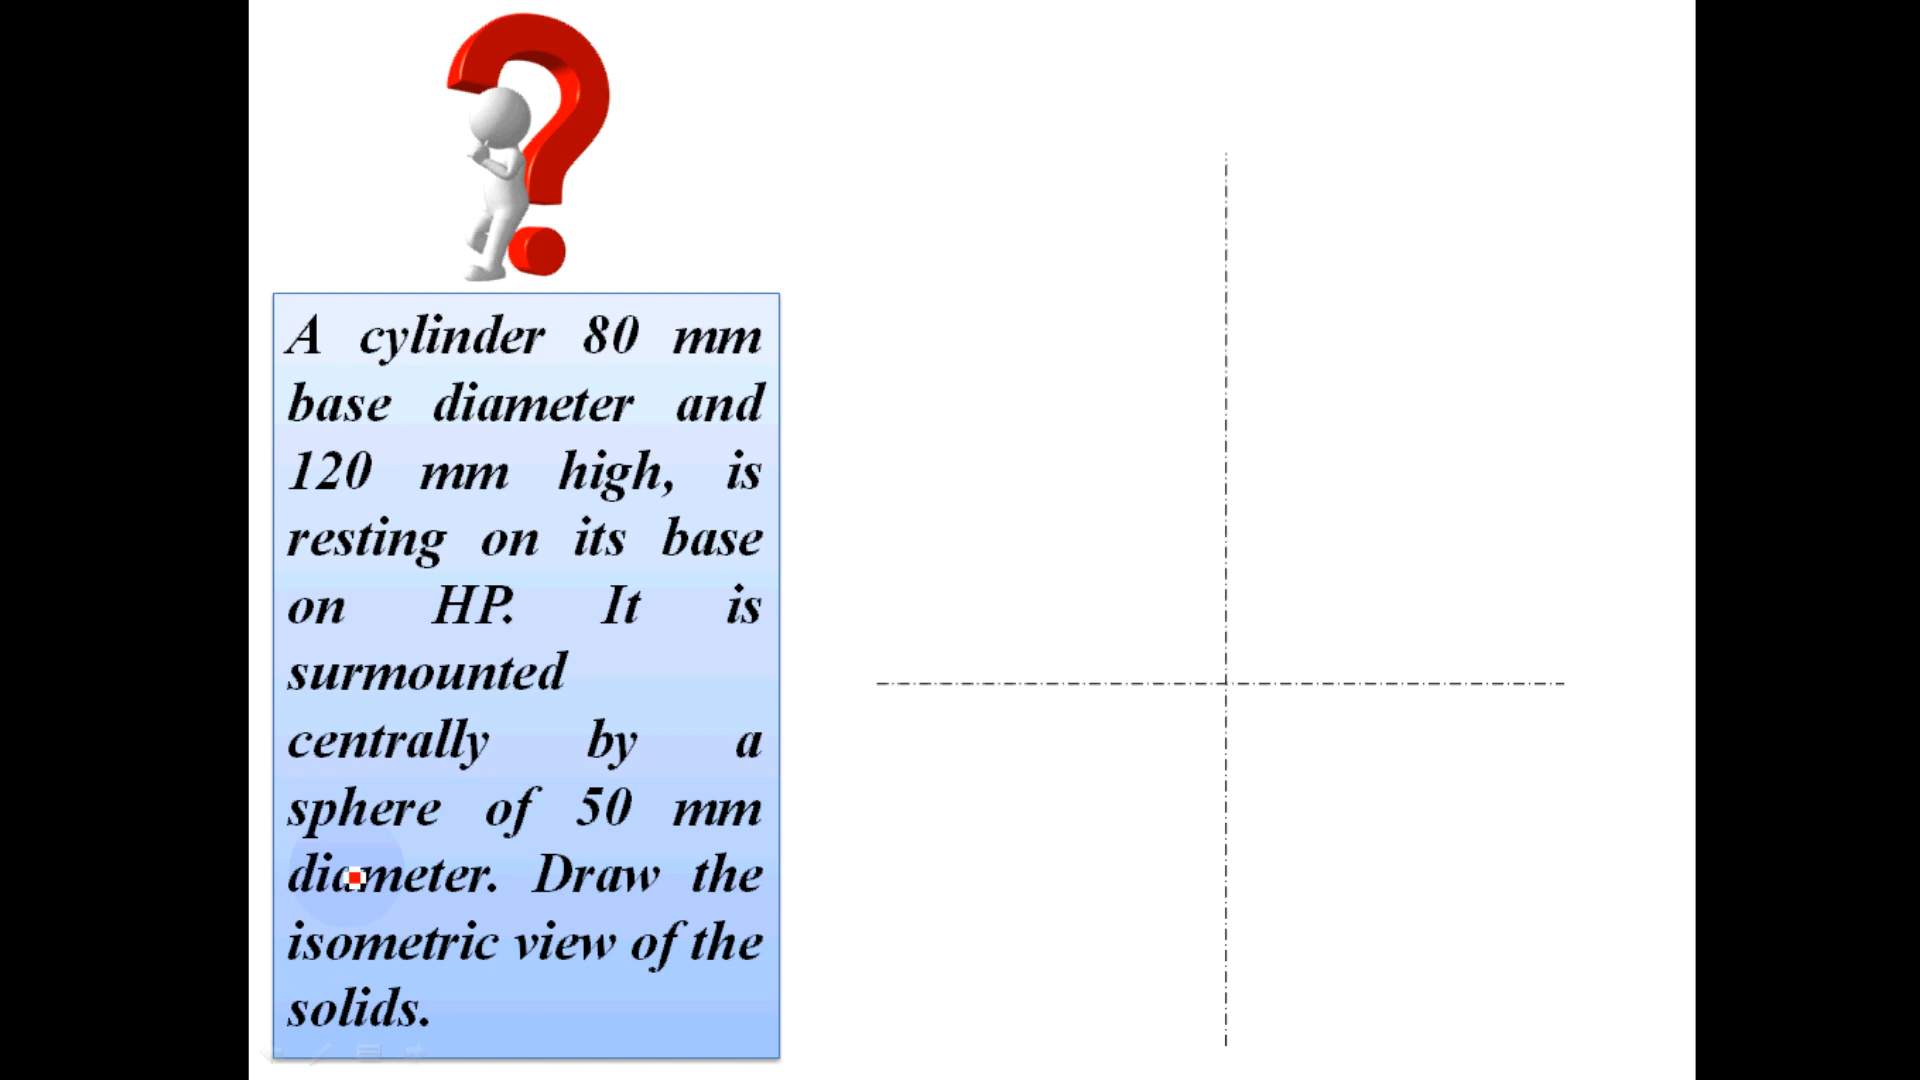 A cylinder 80 mm
base diameter and
120 mm high, is
resting on its base
on HP. It is
surmounted
centrally by a
sphere of 50 mm
diameter. Draw the
isometric view of the
solids.